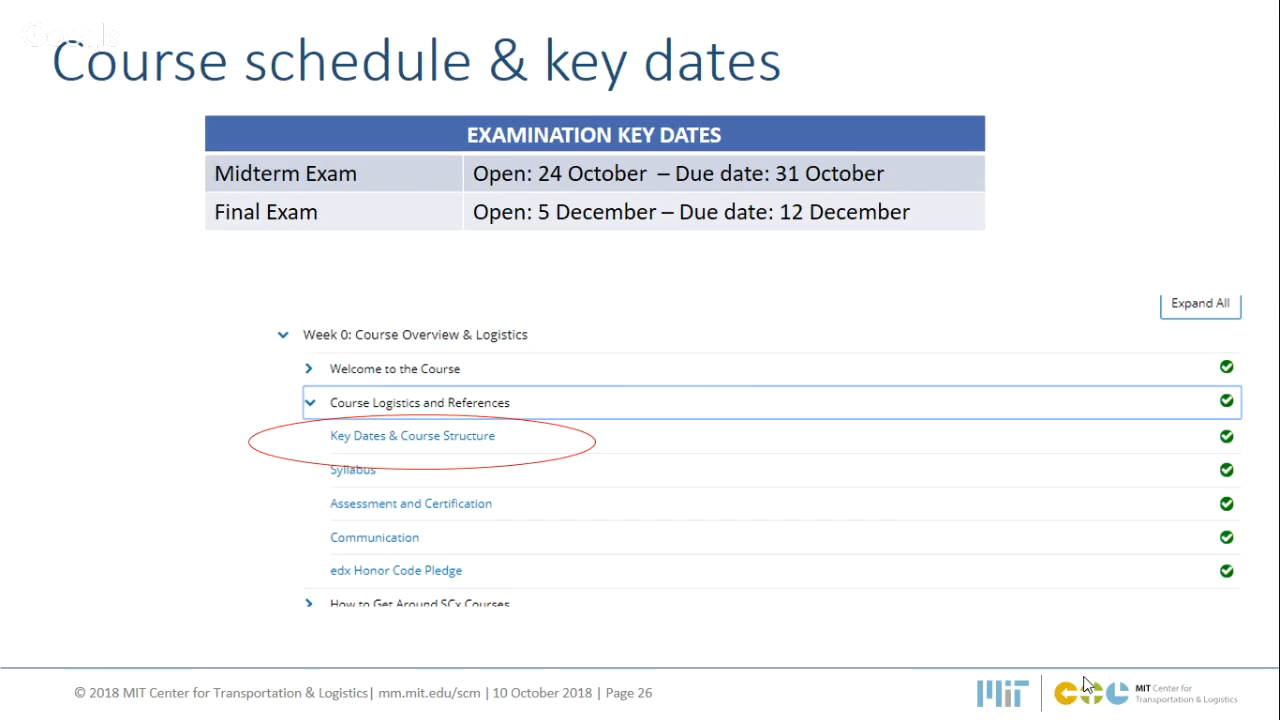 Course schedule & key dates
EXAMINATION KEY DATES
Midterm Exam Open: 24 October – Due date: 31 October
Final Exam Open: 5 December – Due date: 12 December
Expand All
Week 0: Course Overview & Logistics
Welcome to the Course
Course Logistics and References
Key Dates & Course Structure
Syllabus
Assessment and Certification
Communication
edx Honor Code Pledge
How to Get Around SCx Courses
© 2018 MIT Center for Transportation & Logistics| mm.mit.edu/scm | 10 October 2018 | Page 26
MIT
MIT Center for
Transportation & Logistics